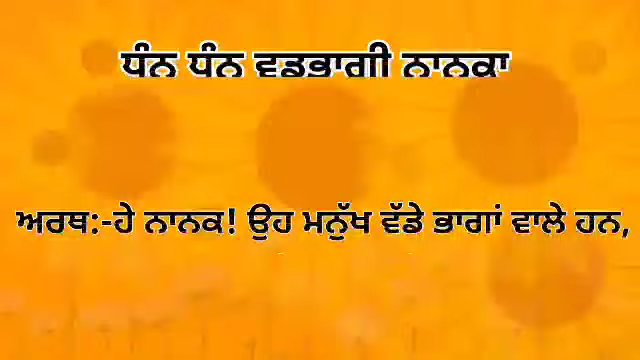 ਧੰਨ ਧੰਨ ਵਡਭਾਗੀ ਨਾਨਕਾ
ਅਰਥ:-ਹੇ ਨਾਨਕ! ਉਹ ਮਨੁੱਖ ਵੱਡੇ ਭਾਗਾਂ ਵਾਲੇ ਹਨ,